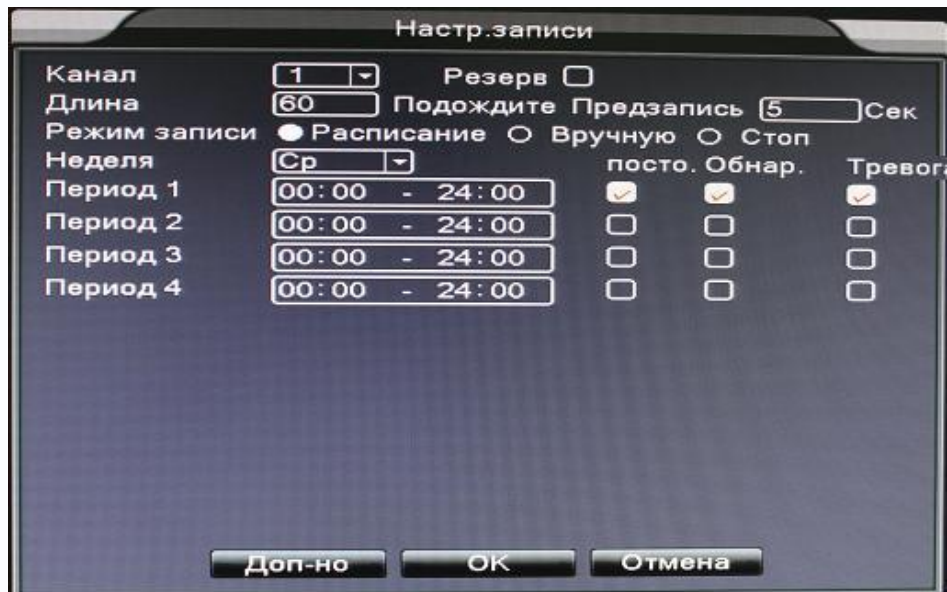 Настр.записи
Канал 1 Резерв
Длина 60 Подождите Предзапись 5 Сек
Режим записи Расписание Вручную Стоп
Неделя Ср посто. Обнар. Тревога
Период 1 00:00 - 24:00
Период 2 00:00 - 24:00
Период 3 00:00 - 24:00
Период 4 00:00 - 24:00
Доп-но OK Отмена